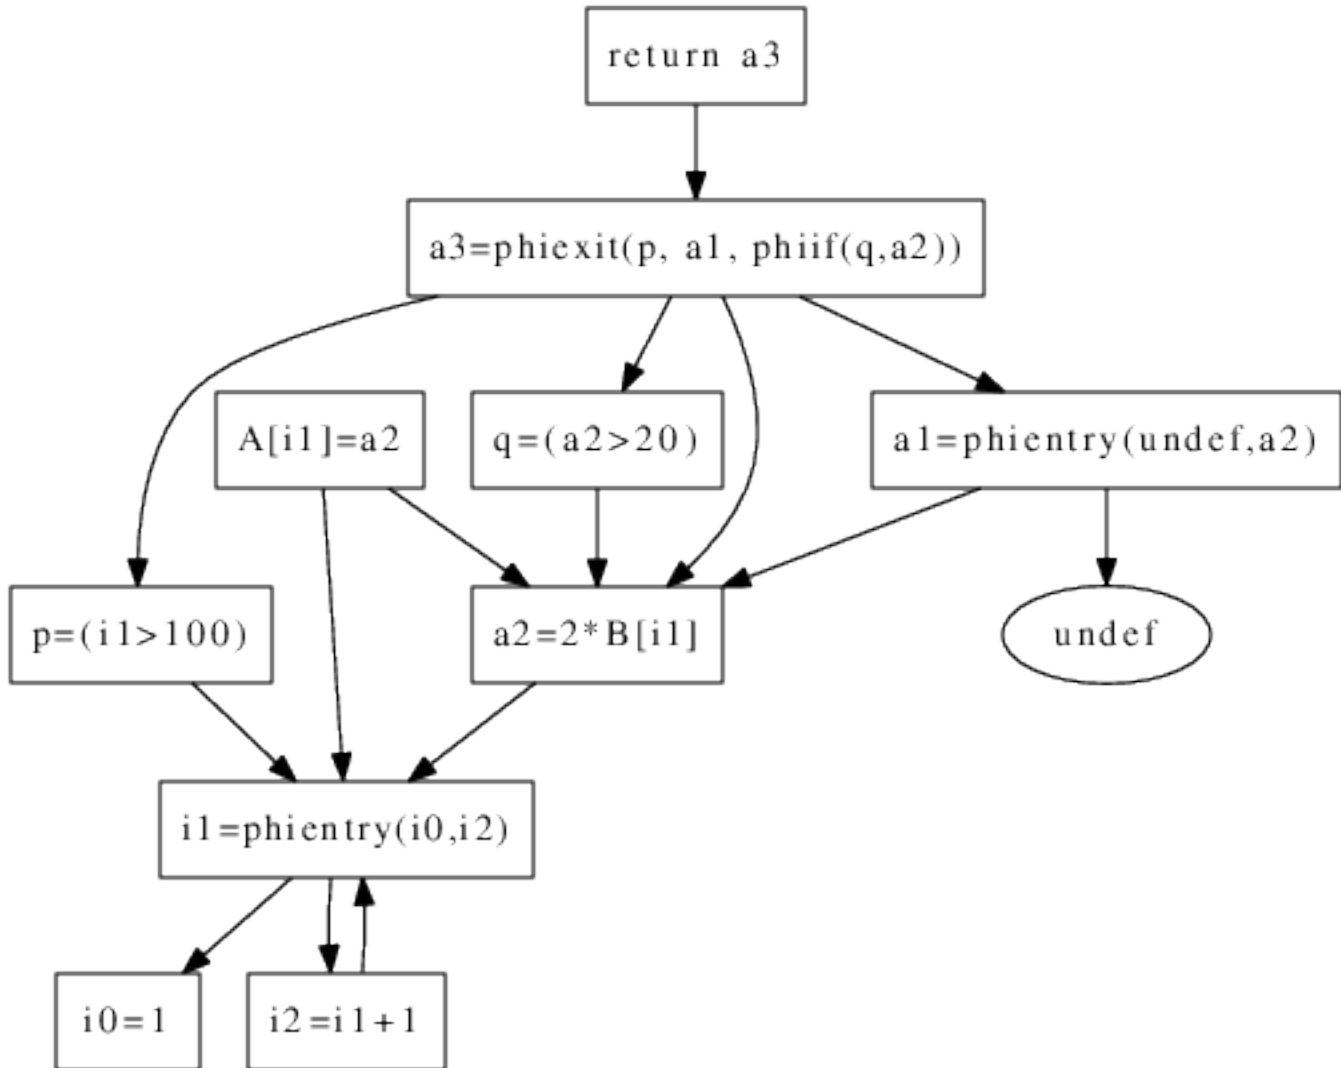 return a3
a3=phiexit(p, a1, phiif(q,a2))
A[i1]=a2
q=(a2>20)
a1=phientry(undef,a2)
p=(i1>100)
a2=2*B[i1]
undef
i1=phientry(i0,i2)
i0=1
i2=i1+1